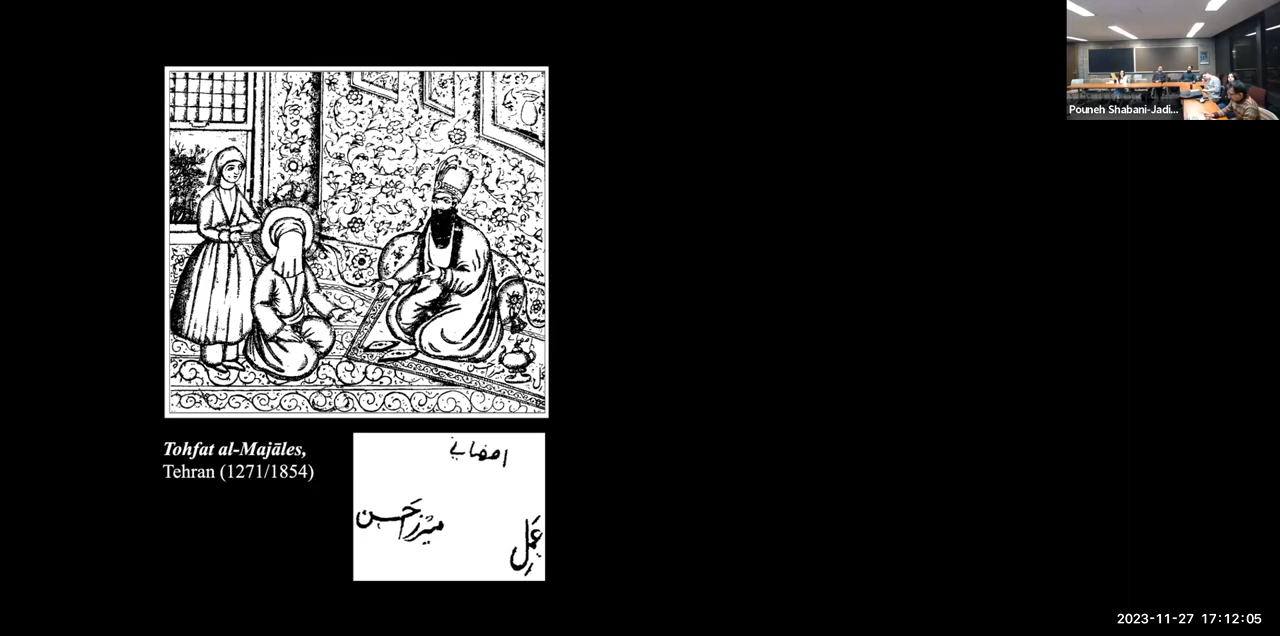 Pouneh Shabani-Jadi...
Tohfat al-Majāles,
Tehran (1271/1854)
اصفهانی
میرزا حسن
عمل
2023-11-27 17:12:05